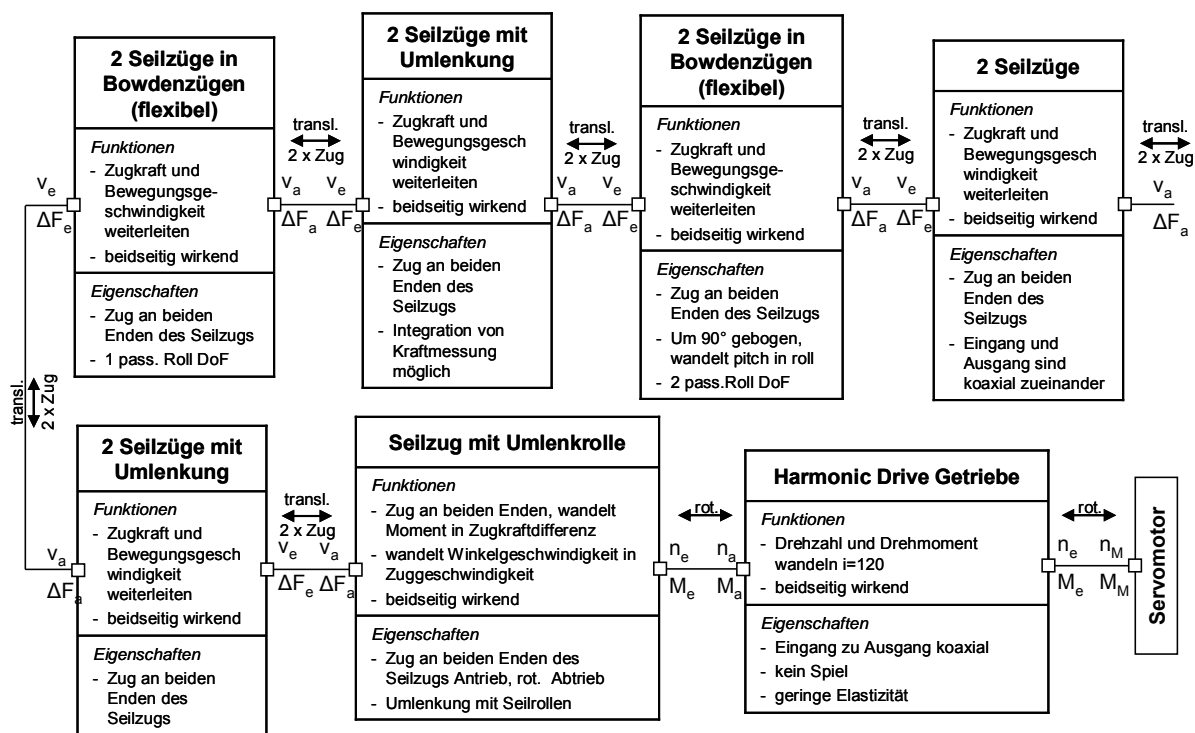 2 Seilzüge in
Bowdenzügen
(flexibel)
Funktionen
- Zugkraft und
Bewegungsge-
schwindigkeit
weiterleiten
- beidseitig wirkend
Eigenschaften
- Zug an beiden
Enden des Seilzugs
- 1 pass. Roll DoF
v_e
ΔF_e
transl.
2 x Zug
v_a v_e
ΔF_a ΔF_e
2 Seilzüge mit
Umlenkung
Funktionen
- Zugkraft und
Bewegungsgesch
windigkeit
weiterleiten
- beidseitig wirkend
Eigenschaften
- Zug an beiden
Enden des
Seilzugs
- Integration von
Kraftmessung
möglich
transl.
2 x Zug
v_a v_e
ΔF_a ΔF_e
2 Seilzüge in
Bowdenzügen
(flexibel)
Funktionen
- Zugkraft und
Bewegungsge-
schwindigkeit
weiterleiten
- beidseitig wirkend
Eigenschaften
- Zug an beiden
Enden des Seilzugs
- Um 90° gebogen,
wandelt pitch in roll
- 2 pass.Roll DoF
transl.
2 x Zug
v_a v_e
ΔF_a ΔF_e
2 Seilzüge
Funktionen
- Zugkraft und
Bewegungsgesch
windigkeit
weiterleiten
- beidseitig wirkend
Eigenschaften
- Zug an beiden
Enden des
Seilzugs
- Eingang und
Ausgang sind
koaxial zueinander
transl.
2 x Zug
v_a
ΔF_a
transl.
2 x Zug
v_a
ΔF_a
2 Seilzüge mit
Umlenkung
Funktionen
- Zugkraft und
Bewegungsgesch
windigkeit
weiterleiten
- beidseitig wirkend
Eigenschaften
- Zug an beiden
Enden des
Seilzugs
transl.
2 x Zug
v_e v_a
ΔF_e ΔF_a
Seilzug mit Umlenkrolle
Funktionen
- Zug an beiden Enden, wandelt
Moment in Zugkraftdifferenz
- wandelt Winkelgeschwindigkeit in
Zuggeschwindigkeit
- beidseitig wirkend
Eigenschaften
- Zug an beiden Enden des
Seilzugs Antrieb, rot. Abtrieb
- Umlenkung mit Seilrollen
rot.
n_e n_a
M_e M_a
Harmonic Drive Getriebe
Funktionen
- Drehzahl und Drehmoment
wandeln i=120
- beidseitig wirkend
Eigenschaften
- Eingang zu Ausgang koaxial
- kein Spiel
- geringe Elastizität
rot.
n_e n_M
M_e M_M
Servomotor